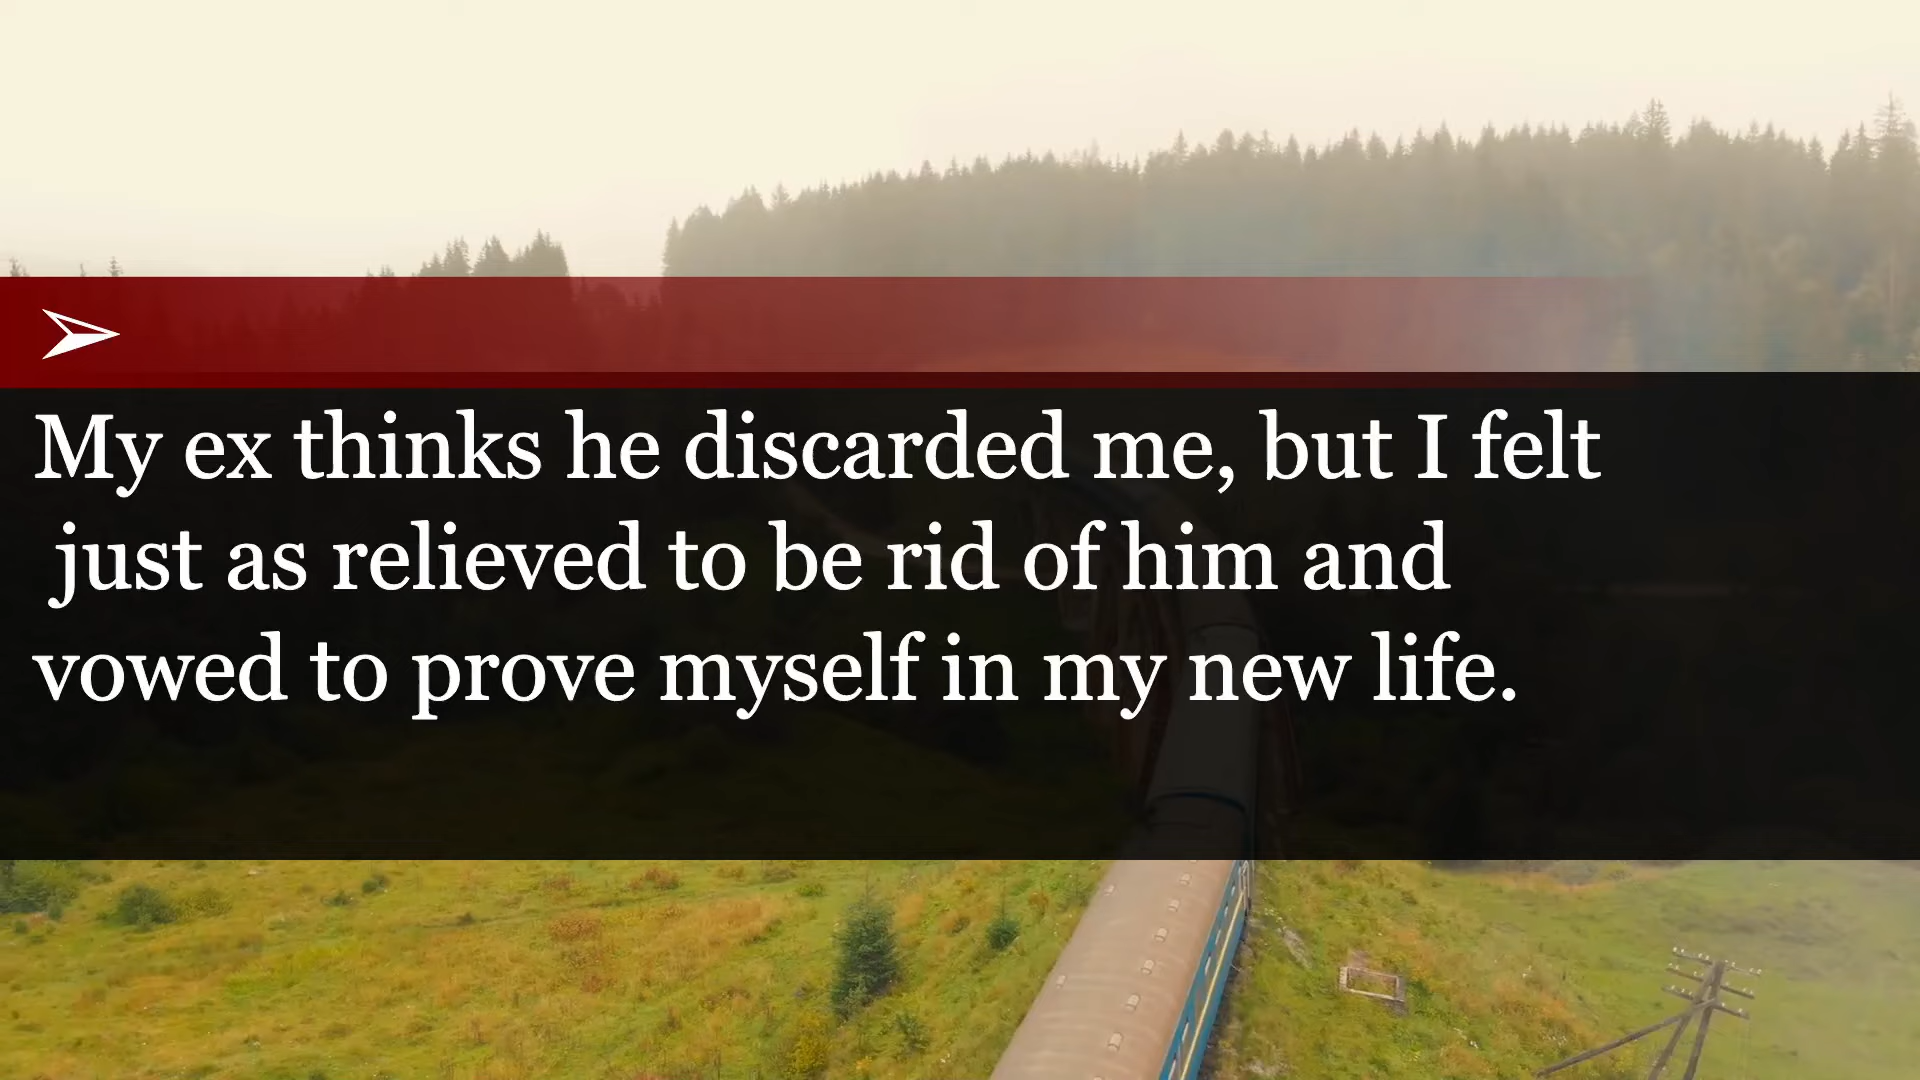 My ex thinks he discarded me, but I felt
just as relieved to be rid of him and
vowed to prove myself in my new life.